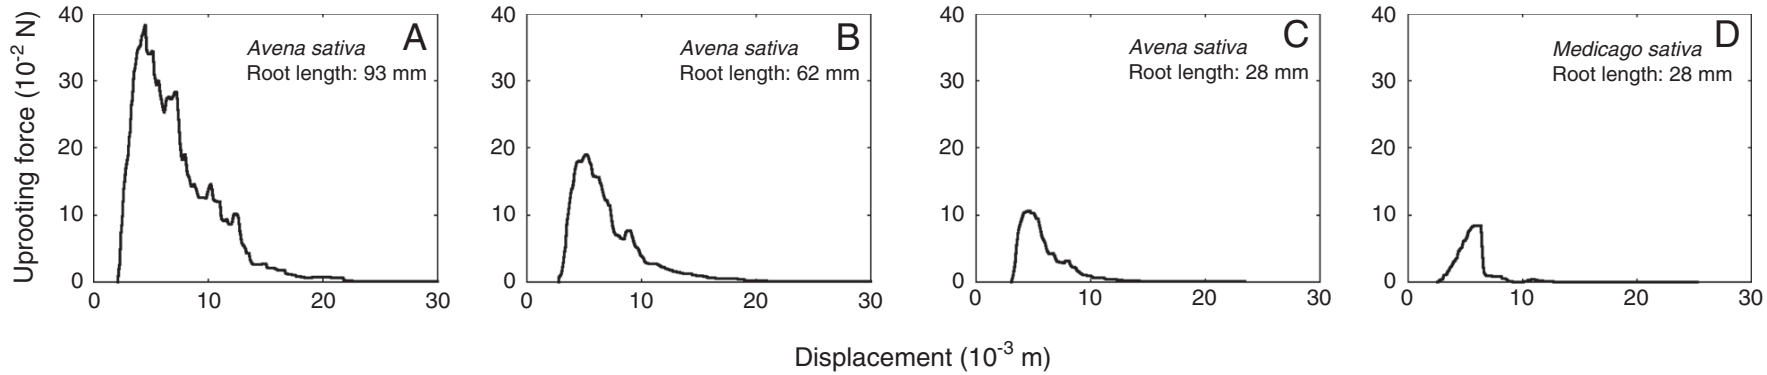 Uprooting force (10⁻² N)
40
30
20
10
0
0 10 20 30
A
Avena sativa
Root length: 93 mm
40
30
20
10
0
0 10 20 30
B
Avena sativa
Root length: 62 mm
40
30
20
10
0
0 10 20 30
C
Avena sativa
Root length: 28 mm
40
30
20
10
0
0 10 20 30
D
Medicago sativa
Root length: 28 mm
Displacement (10⁻³ m)